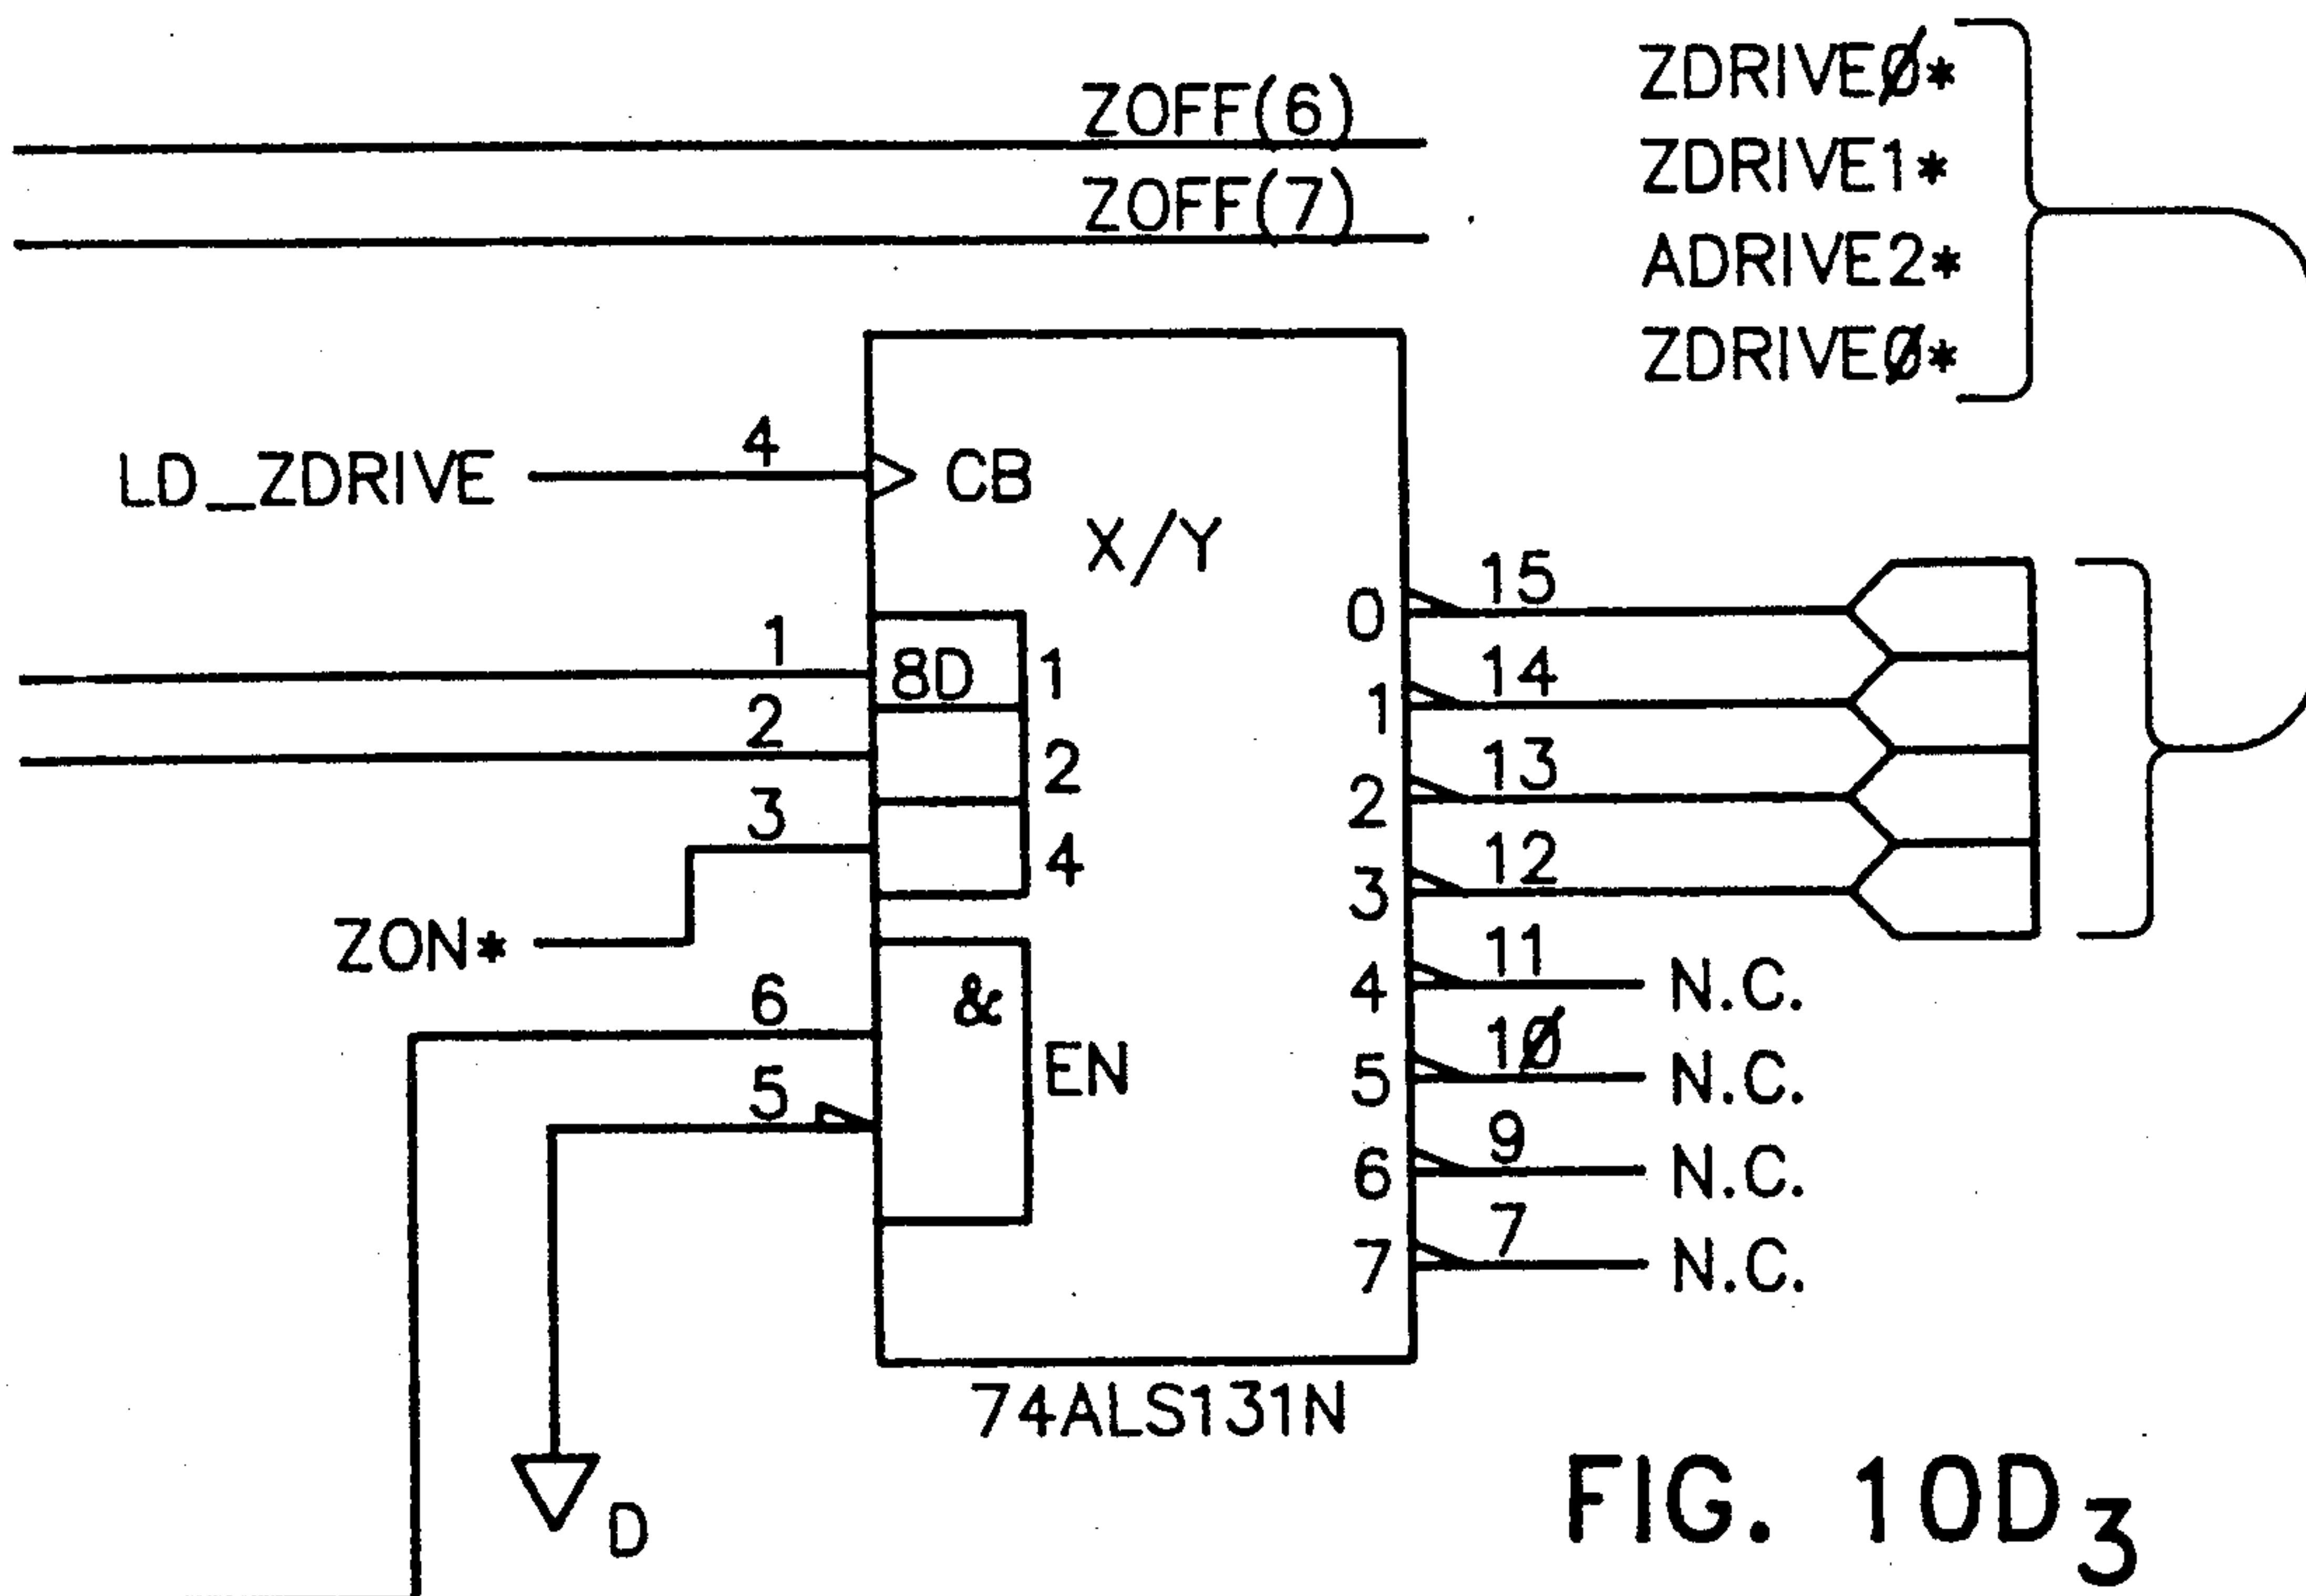 ZOFF(6)
ZOFF(7)
ZDRIVEØ*
ZDRIVE1*
ADRIVE2*
ZDRIVEØ*
LD_ZDRIVE
4
CB
X/Y
1
8D
1
2
2
3
4
ZON*
6
&
EN
5
D
0
15
1
14
2
13
3
12
4
11
N.C.
5
1Ø
N.C.
6
9
N.C.
7
7
N.C.
74ALS131N
FIG. 10D3